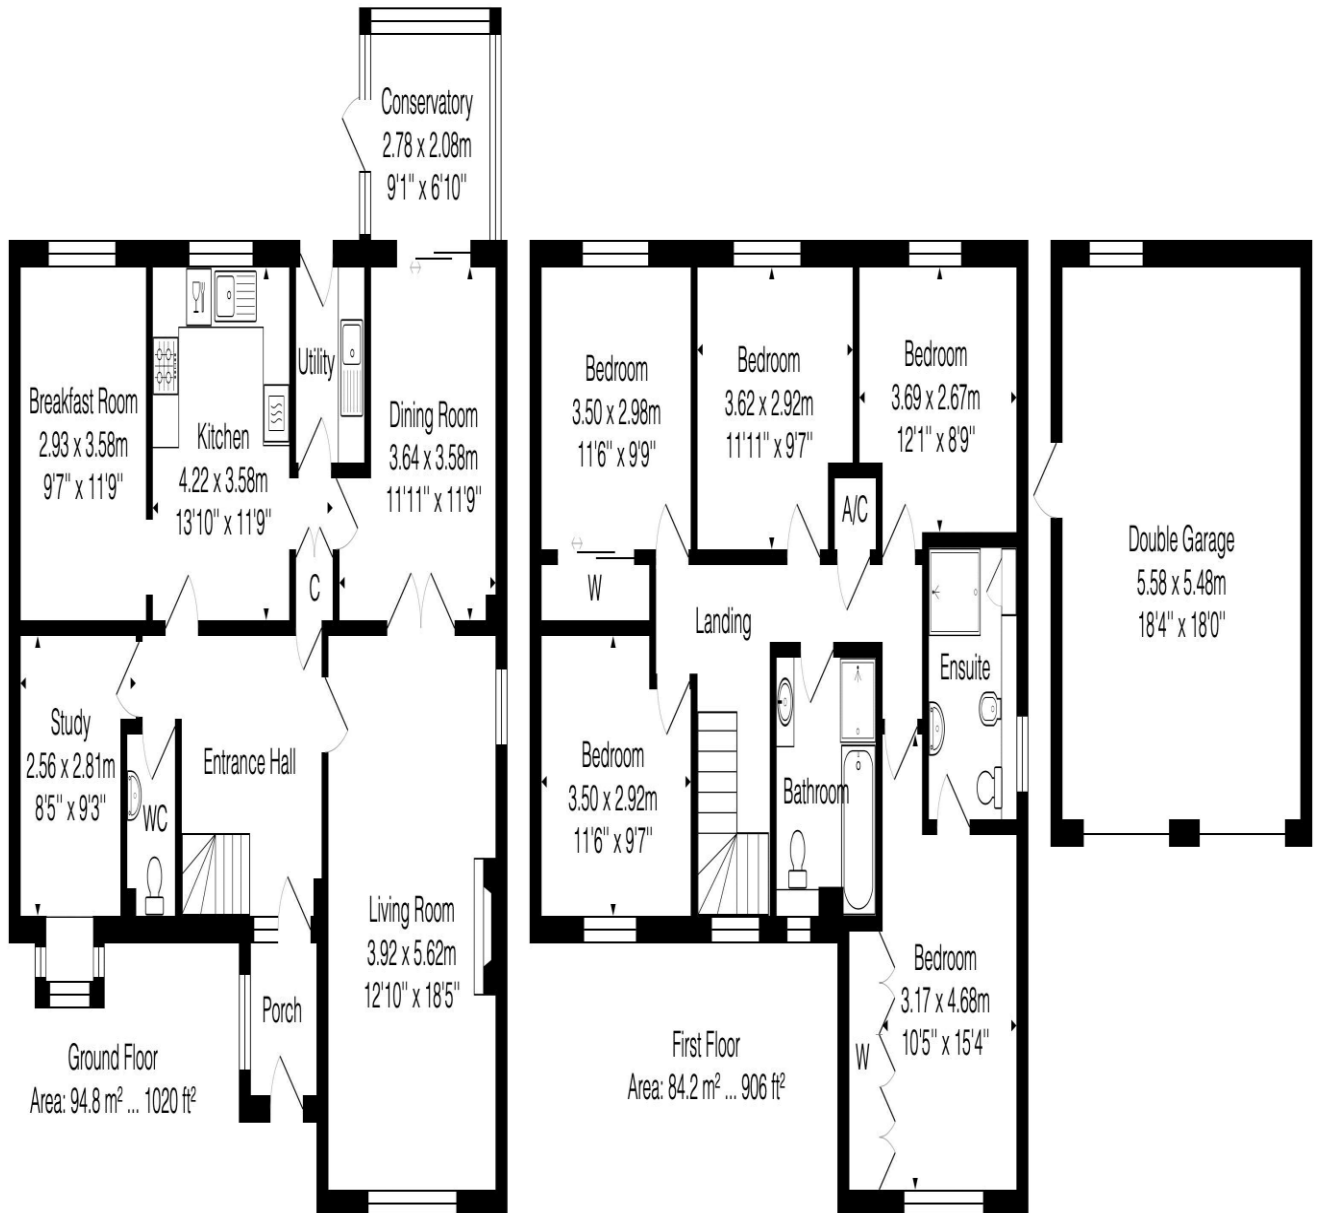 Conservatory
2.78 x 2.08m
9'1" x 6'10"
Breakfast Room
2.93 x 3.58m
9'7" x 11'9"
Kitchen
4.22 x 3.58m
13'10" x 11'9"
Utility
Dining Room
3.64 x 3.58m
11'11" x 11'9"
C
Study
2.56 x 2.81m
8'5" x 9'3"
WC
Entrance Hall
Living Room
3.92 x 5.62m
12'10" x 18'5"
Porch
Ground Floor
Area: 94.8 m² ... 1020 ft²
Bedroom
3.50 x 2.98m
11'6" x 9'9"
Bedroom
3.62 x 2.92m
11'11" x 9'7"
Bedroom
3.69 x 2.67m
12'1" x 8'9"
A/C
W
Landing
Ensuite
Bedroom
3.50 x 2.92m
11'6" x 9'7"
Bathroom
Bedroom
3.17 x 4.68m
10'5" x 15'4"
W
First Floor
Area: 84.2 m² ... 906 ft²
Double Garage
5.58 x 5.48m
18'4" x 18'0"